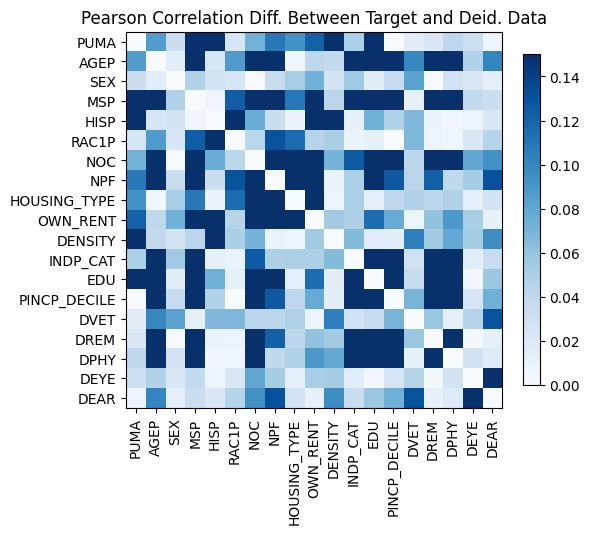 Pearson Correlation Diff. Between Target and Deid. Data
PUMA
AGEP
SEX
MSP
HISP
RAC1P
NOC
NPF
HOUSING_TYPE
OWN_RENT
DENSITY
INDP_CAT
EDU
PINCP_DECILE
DVET
DREM
DPHY
DEYE
DEAR
0.14
0.12
0.10
0.08
0.06
0.04
0.02
0.00
PUMA
AGEP
SEX
MSP
HISP
RAC1P
NOC
NPF
HOUSING_TYPE
OWN_RENT
DENSITY
INDP_CAT
EDU
PINCP_DECILE
DVET
DREM
DPHY
DEYE
DEAR